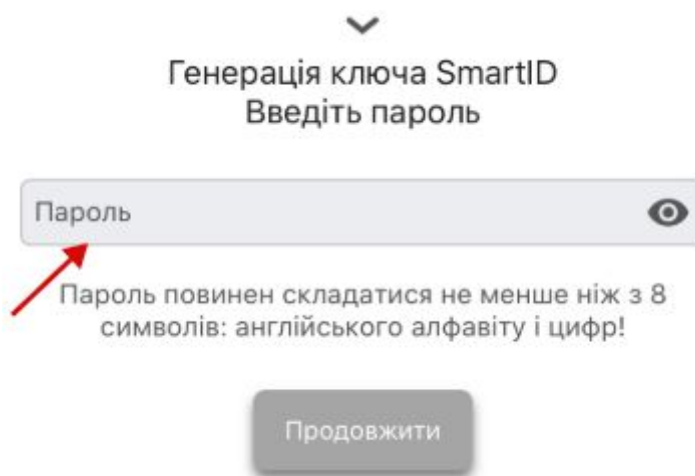 Генерація ключа SmartID
Введіть пароль
Пароль
Пароль повинен складатися не менше ніж з 8
символів: англійського алфавіту і цифр!
Продовжити